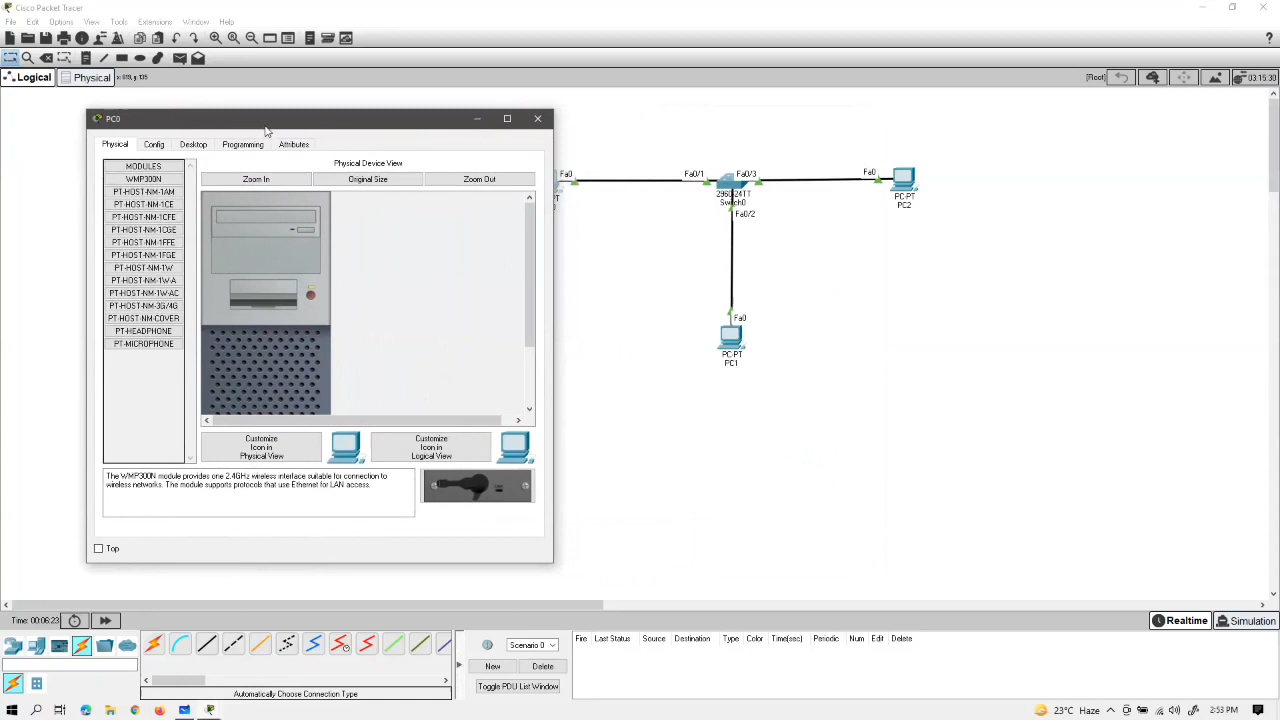 Cisco Packet Tracer
File Edit Options View Tools Extensions Window Help
Logical Physical x: 819, y: 135 [Root] 03:15:30
PC0
Physical Config Desktop Programming Attributes
MODULES
WMP300N
PT-HOST-NM-1AM
PT-HOST-NM-1CE
PT-HOST-NM-1CFE
PT-HOST-NM-1CGE
PT-HOST-NM-1FFE
PT-HOST-NM-1FGE
PT-HOST-NM-1W
PT-HOST-NM-1W-A
PT-HOST-NM-1W-AC
PT-HOST-NM-3G/4G
PT-HOST-NM-COVER
PT-HEADPHONE
PT-MICROPHONE
Physical Device View
Zoom In Original Size Zoom Out
Customize
Icon in
Physical View
Customize
Icon in
Logical View
The WMP300N module provides one 2.4GHz wireless interface suitable for connection to
wireless networks. The module supports protocols that use Ethernet for LAN access.
Top
Fa0 Fa0/1 Fa0/3 Fa0
2960-24TT
Switch0
Fa0/2
PC-PT
PC2
Fa0
PC-PT
PC1
Time: 00:06:23 Realtime Simulation
Scenario 0
New Delete
Toggle PDU List Window
Fire Last Status Source Destination Type Color Time(sec) Periodic Num Edit Delete
Automatically Choose Connection Type
23°C Haze 2:53 PM